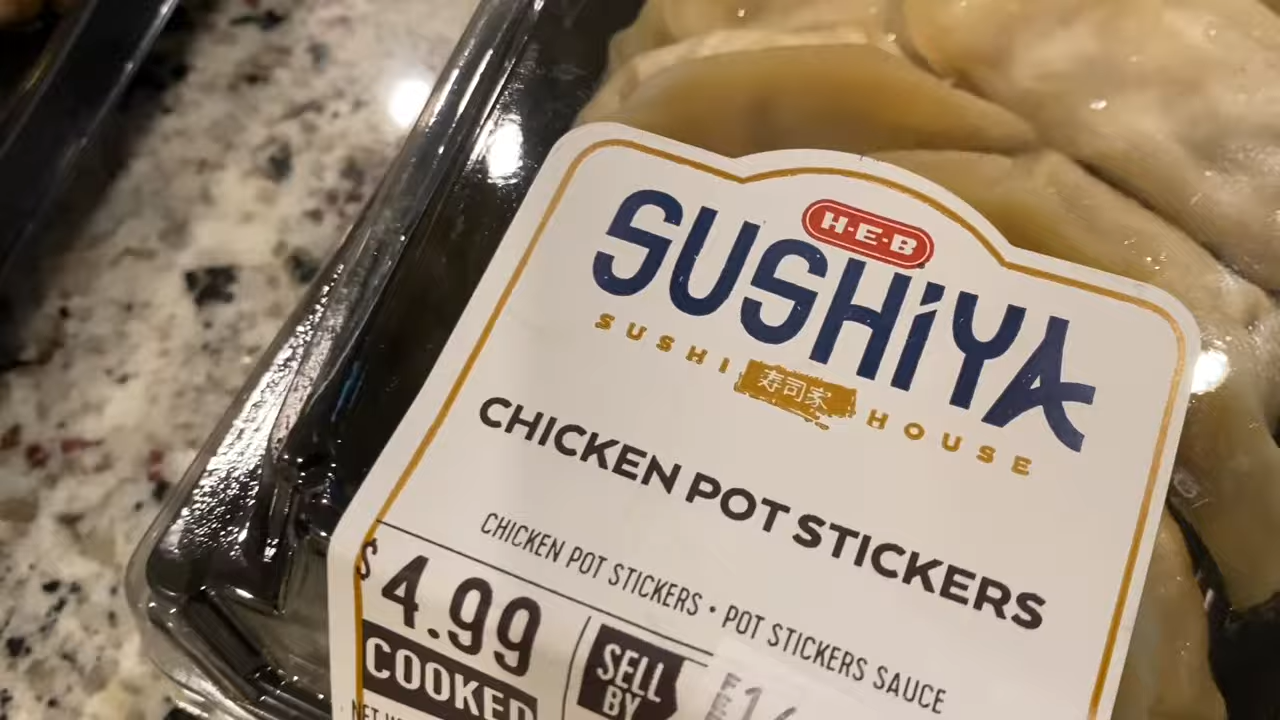 H-E-B
SUSHiYA
SUSHI 寿司家 HOUSE
CHICKEN POT STICKERS
CHICKEN POT STICKERS • POT STICKERS SAUCE
$4.99
COOKED
SELL
BY
NET